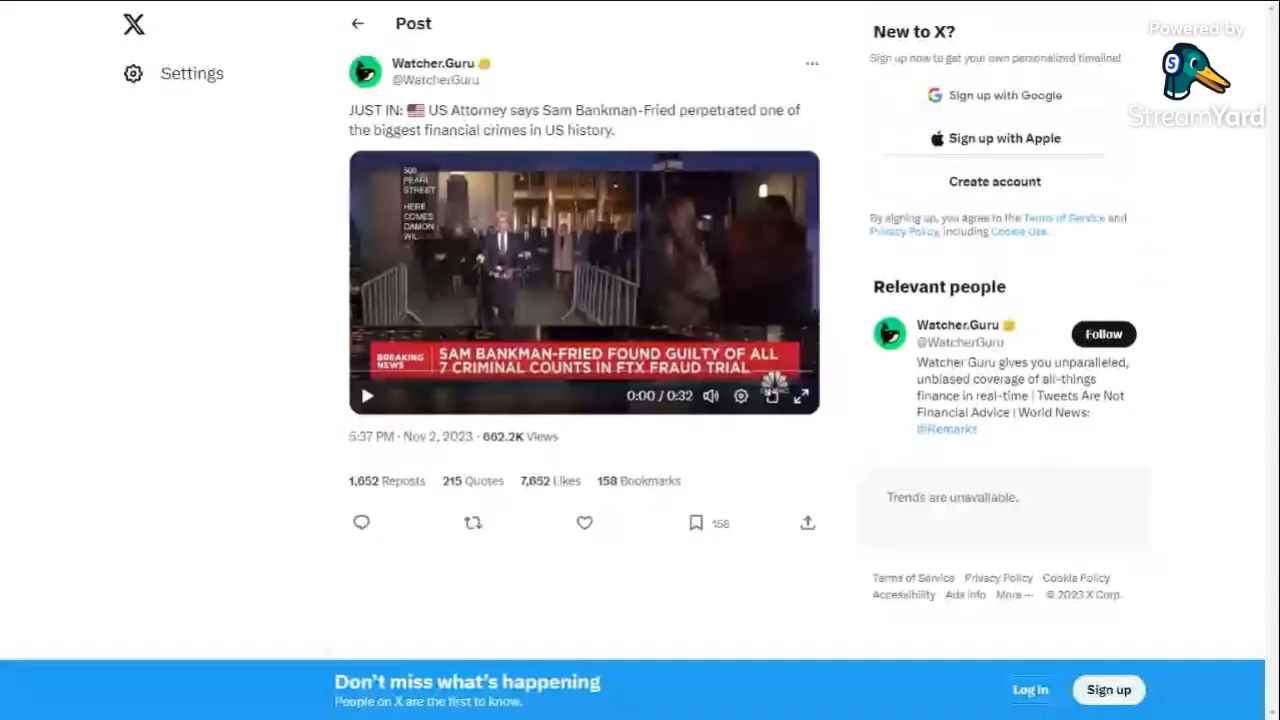 Post
Settings
Watcher.Guru
@WatcherGuru
JUST IN: 🇺🇸 US Attorney says Sam Bankman-Fried perpetrated one of
the biggest financial crimes in US history.
500
PEARL
STREET
HERE
COMES
DAMON
BREAKING
NEWS
SAM BANKMAN-FRIED FOUND GUILTY OF ALL
7 CRIMINAL COUNTS IN FTX FRAUD TRIAL
0:00 / 0:32
5:37 PM · Nov 2, 2023 · 662.2K Views
1,652 Reposts 215 Quotes 7,652 Likes 158 Bookmarks
158
New to X?
Sign up now to get your own personalized timeline!
Sign up with Google
Sign up with Apple
Create account
By signing up, you agree to the Terms of Service and
Privacy Policy, including Cookie Use.
Relevant people
Watcher.Guru
@WatcherGuru
Follow
Watcher Guru gives you unparalleled,
unbiased coverage of all-things
finance in real-time | Tweets Are Not
Financial Advice | World News:
@Remarks
Trends are unavailable.
Terms of Service Privacy Policy Cookie Policy
Accessibility Ads info More ··· © 2023 X Corp.
Powered by
S
StreamYard
Don't miss what's happening
People on X are the first to know.
Log in
Sign up